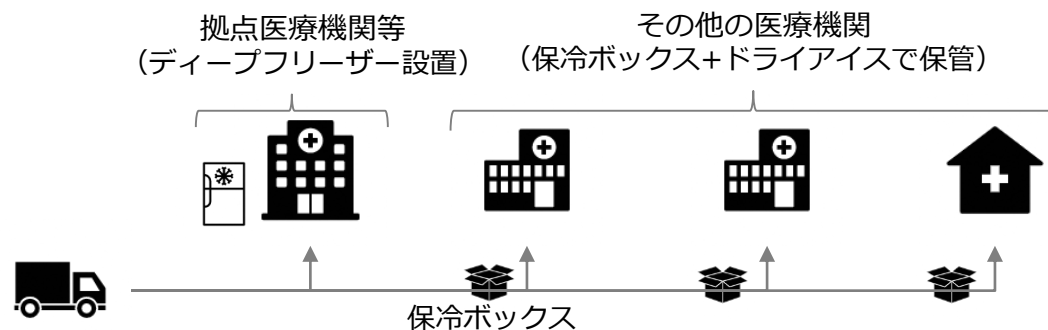 拠点医療機関等
（ディープフリーザー設置）
その他の医療機関
（保冷ボックス+ドライアイスで保管）
保冷ボックス